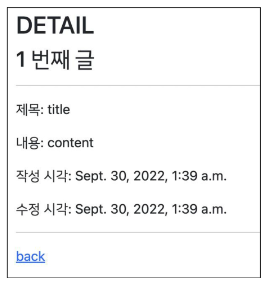 DETAIL
1 번째 글
제목: title
내용: content
작성 시각: Sept. 30, 2022, 1:39 a.m.
수정 시각: Sept. 30, 2022, 1:39 a.m.
back